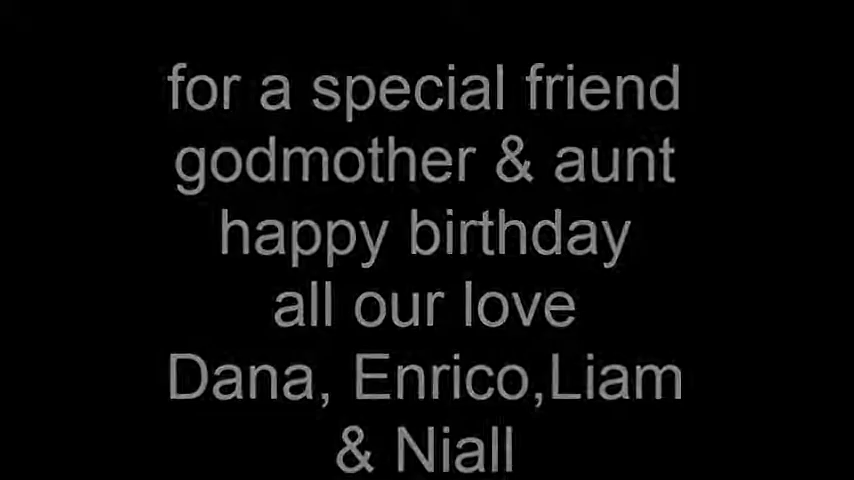 for a special friend
godmother & aunt
happy birthday
all our love
Dana, Enrico,Liam
& Niall